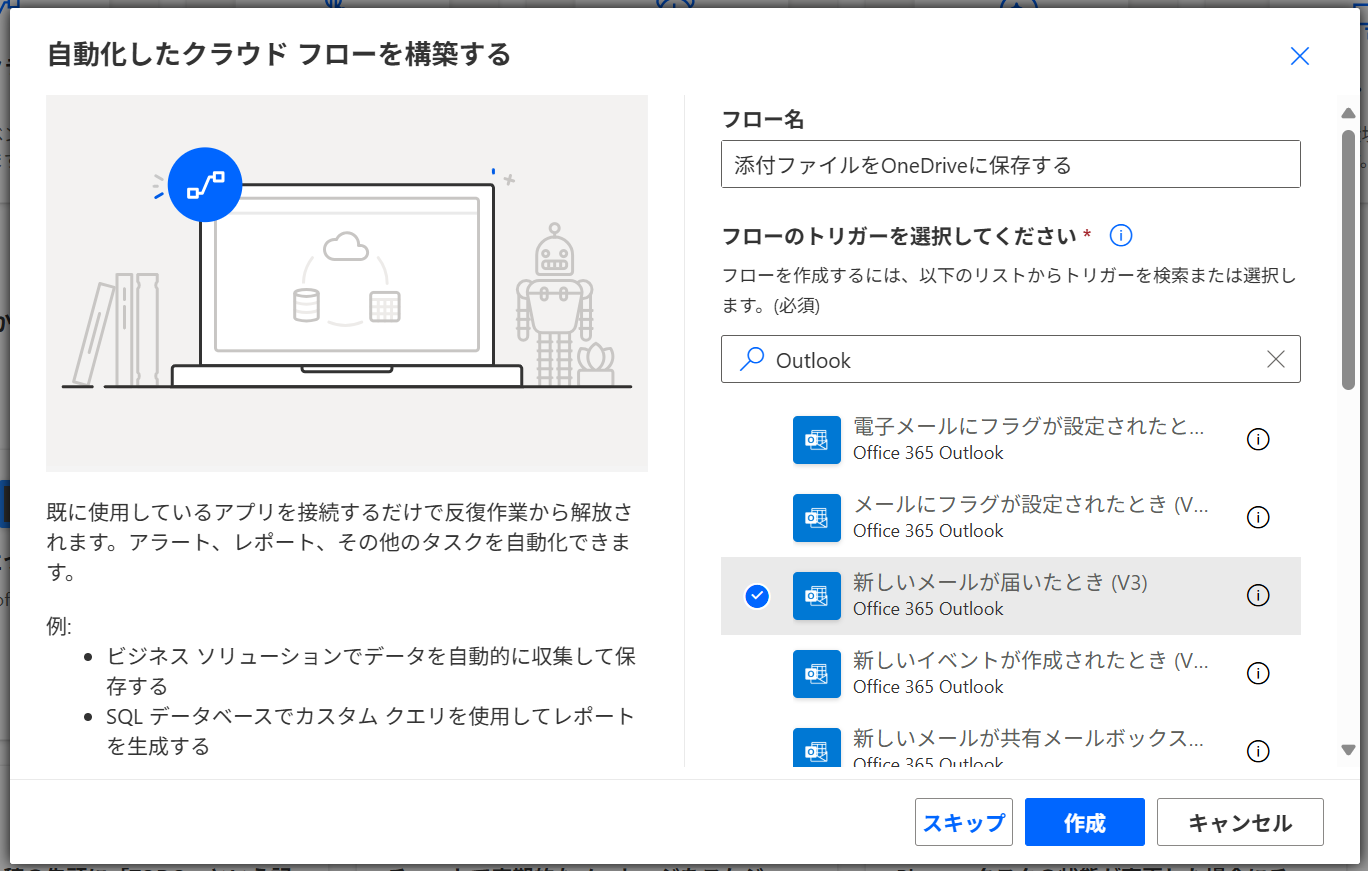 自動化したクラウド フローを構築する
既に使用しているアプリを接続するだけで反復作業から解放さ
れます。アラート、レポート、その他のタスクを自動化できま
す。
例:
ビジネス ソリューションでデータを自動的に収集して保
存する
SQL データベースでカスタム クエリを使用してレポート
を生成する
フロー名
添付ファイルをOneDriveに保存する
フローのトリガーを選択してください *
フローを作成するには、以下のリストからトリガーを検索または選択し
ます。(必須)
Outlook
電子メールにフラグが設定されたと...
Office 365 Outlook
メールにフラグが設定されたとき (V...
Office 365 Outlook
新しいメールが届いたとき (V3)
Office 365 Outlook
新しいイベントが作成されたとき (V...
Office 365 Outlook
新しいメールが共有メールボックス...
Office 365 Outlook
スキップ
作成
キャンセル